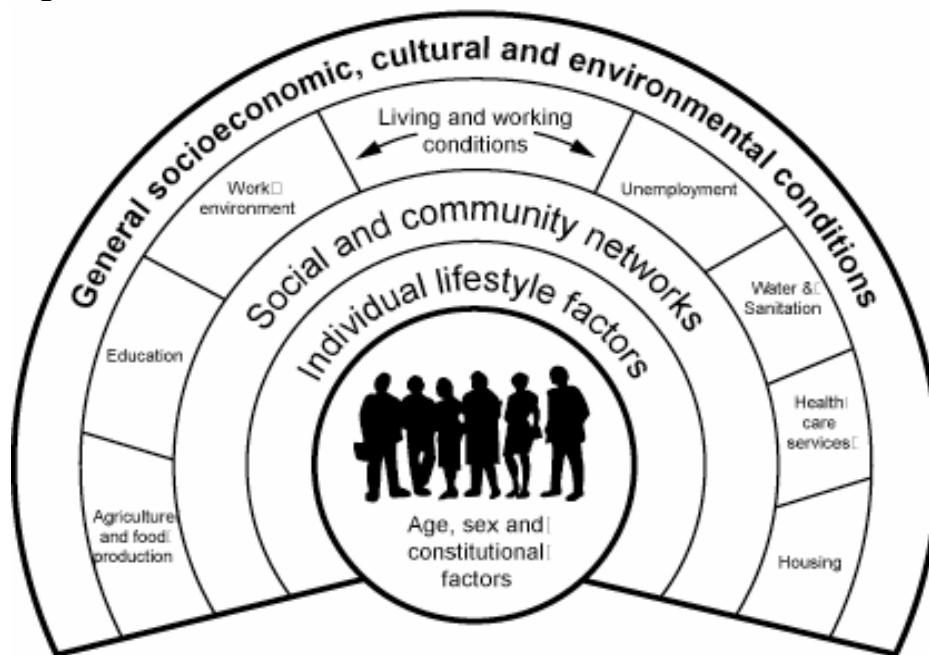 General socioeconomic, cultural and environmental conditions
Living and working
conditions
Work
environment
Unemployment
Education
Water &
Sanitation
Agriculture
and food
production
Health
care
services
Housing
Social and community networks
Individual lifestyle factors
Age, sex and
constitutional
factors